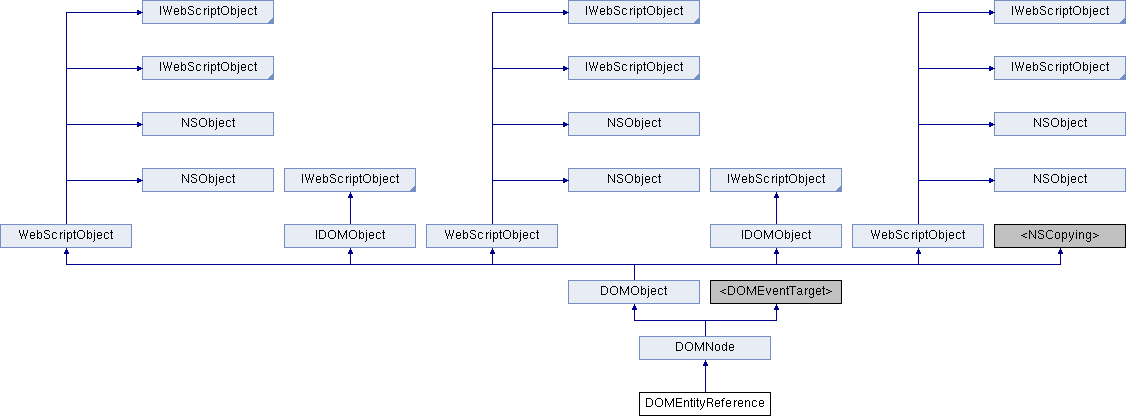 IWebScriptObject IWebScriptObject IWebScriptObject
IWebScriptObject IWebScriptObject IWebScriptObject
NSObject NSObject NSObject
NSObject IWebScriptObject NSObject IWebScriptObject NSObject
WebScriptObject IDOMObject WebScriptObject IDOMObject WebScriptObject <NSCopying>
DOMObject <DOMEventTarget>
DOMNode
DOMEntityReference